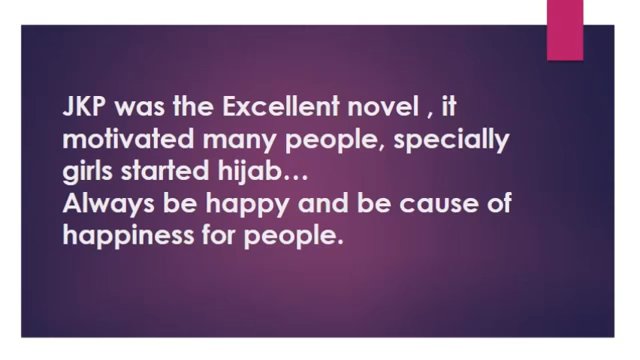 JKP was the Excellent novel , it
motivated many people, specially
girls started hijab…
Always be happy and be cause of
happiness for people.